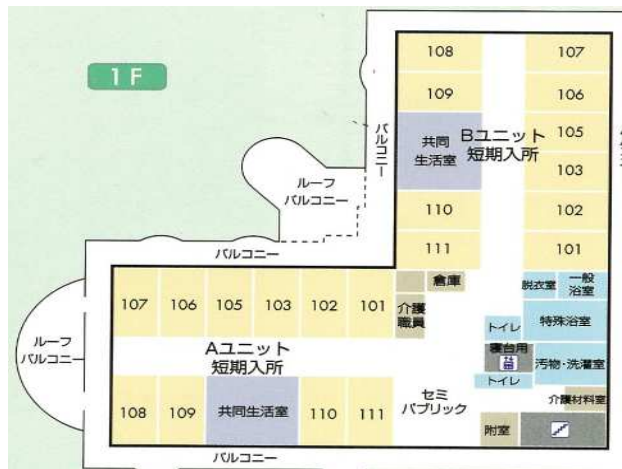 1F
108
107
109
106
共同
生活室
Bユニット
短期入所
105
103
バルコニー
110
102
111
101
ルーフ
バルコニー
バルコニー
倉庫
脱衣室
一般
浴室
107
106
105
103
102
101
介護
職員
トイレ
特殊浴室
ルーフ
バルコニー
Aユニット
短期入所
寝台用
汚物・洗濯室
トイレ
108
109
共同生活室
110
111
セミ
パブリック
介護材料室
附室
バルコニー